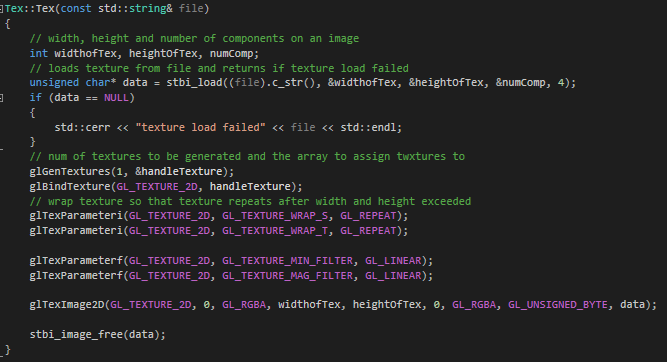 Tex::Tex(const std::string& file)
{
// width, height and number of components on an image
int widthofTex, heightOfTex, numComp;
// loads texture from file and returns if texture load failed
unsigned char* data = stbi_load((file).c_str(), &widthofTex, &heightOfTex, &numComp, 4);
if (data == NULL)
{
std::cerr << "texture load failed" << file << std::endl;
}
// num of textures to be generated and the array to assign twxtures to
glGenTextures(1, &handleTexture);
glBindTexture(GL_TEXTURE_2D, handleTexture);
// wrap texture so that texture repeats after width and height exceeded
glTexParameteri(GL_TEXTURE_2D, GL_TEXTURE_WRAP_S, GL_REPEAT);
glTexParameteri(GL_TEXTURE_2D, GL_TEXTURE_WRAP_T, GL_REPEAT);
glTexParameterf(GL_TEXTURE_2D, GL_TEXTURE_MIN_FILTER, GL_LINEAR);
glTexParameterf(GL_TEXTURE_2D, GL_TEXTURE_MAG_FILTER, GL_LINEAR);
glTexImage2D(GL_TEXTURE_2D, 0, GL_RGBA, widthofTex, heightOfTex, 0, GL_RGBA, GL_UNSIGNED_BYTE, data);
stbi_image_free(data);
}